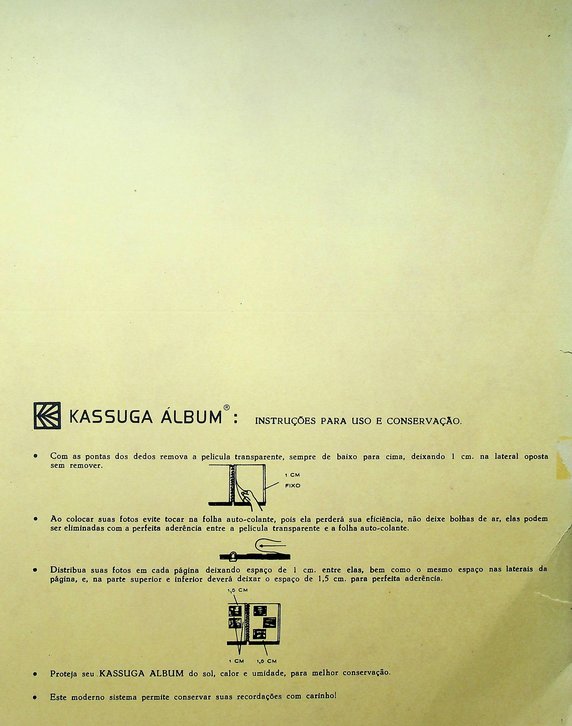 KASSUGA ÁLBUM®: INSTRUÇÕES PARA USO E CONSERVAÇÃO.
• Com as pontas dos dedos remova a película transparente, sempre de baixo para cima, deixando 1 cm. na lateral oposta
sem remover.
1 CM
FIXO
• Ao colocar suas fotos evite tocar na folha auto-colante, pois ela perderá sua eficiência, não deixe bolhas de ar, elas podem
ser eliminadas com a perfeita aderência entre a película transparente e a folha auto-colante.
• Distribua suas fotos em cada página deixando espaço de 1 cm. entre elas, bem como o mesmo espaço nas laterais da
página, e, na parte superior e inferior deverá deixar o espaço de 1,5 cm. para perfeita aderência.
1,5 CM
1 CM 1,5 CM
• Proteja seu KASSUGA ALBUM do sol, calor e umidade, para melhor conservação.
• Este moderno sistema permite conservar suas recordações com carinho!